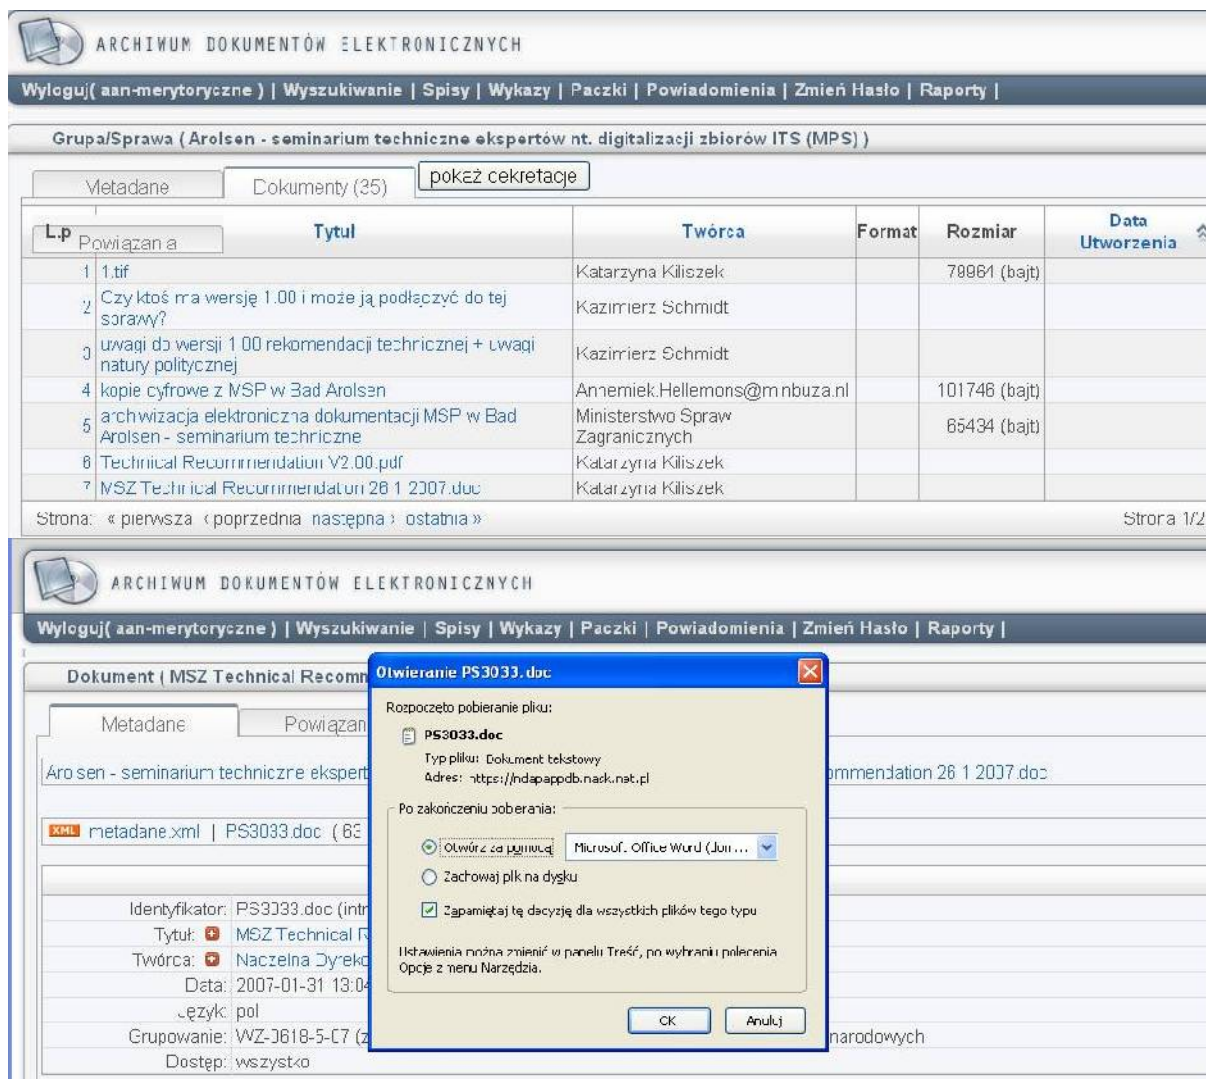 ARCHIWUM DOKUMENTÓW ELEKTRONICZNYCH
Wyloguj( aan-merytoryczne ) | Wyszukiwanie | Spisy | Wykazy | Paczki | Powiadomienia | Zmień Hasło | Raporty |
Grupa/Sprawa ( Arolsen - seminarium techniczne ekspertów nt. digitalizacji zbiorów ITS (MPS) )
Metadane Dokumenty (35) pokaż dekretacje
L.p Powiązania Tytuł Twórca Format Rozmiar Data Utworzenia
1 1.tif Katarzyna Kiliszek 79964 (bajt)
2 Czy ktoś ma wersję 1.00 i może ją podłączyć do tej Kazimierz Schmidt
sprawy?
3 uwagi do wersji 1.00 rekomendacji technicznej + uwagi Kazimierz Schmidt
natury politycznej
4 kopie cyfrowe z MSP w Bad Arolsen Annemiek.Hellemons@minbuza.nl 101746 (bajt)
5 archiwizacja elektroniczna dokumentacji MSP w Bad Ministerstwo Spraw 65434 (bajt)
Arolsen - seminarium techniczne Zagranicznych
6 Technical Recommendation V2.00.pdf Katarzyna Kiliszek
7 MSZ Technical Recommendation 26 1 2007.doc Katarzyna Kiliszek
Strona: « pierwsza ‹ poprzednia następna › ostatnia » Strona 1/2
ARCHIWUM DOKUMENTÓW ELEKTRONICZNYCH
Wyloguj( aan-merytoryczne ) | Wyszukiwanie | Spisy | Wykazy | Paczki | Powiadomienia | Zmień Hasło | Raporty |
Dokument ( MSZ Technical Recomm
Metadane Powiązan
Arolsen - seminarium techniczne ekspert ommendation 26 1 2007.doc
XML metadane.xml | PS3033.doc ( 63
Identyfikator: PS3033.doc (intr
Tytuł: MSZ Technical R
Twórca: Naczelna Dyrekc
Data: 2007-01-31 13:04
Język: pol
Grupowanie: WZ-0618-5-07 (z narodowych
Dostęp: wszystko
Otwieranie PS3033.doc
Rozpoczęto pobieranie pliku:
PS3033.doc
Typ pliku: Dokument tekstowy
Adres: https://ndapappdb.nask.net.pl
Po zakończeniu pobierania:
Otwórz za pomocą Microsoft Office Word (dom ...
Zachowaj plik na dysku
Zapamiętaj tę decyzję dla wszystkich plików tego typu
Ustawienia można zmienić w panelu Treść, po wybraniu polecenia
Opcje z menu Narzędzia.
OK Anuluj